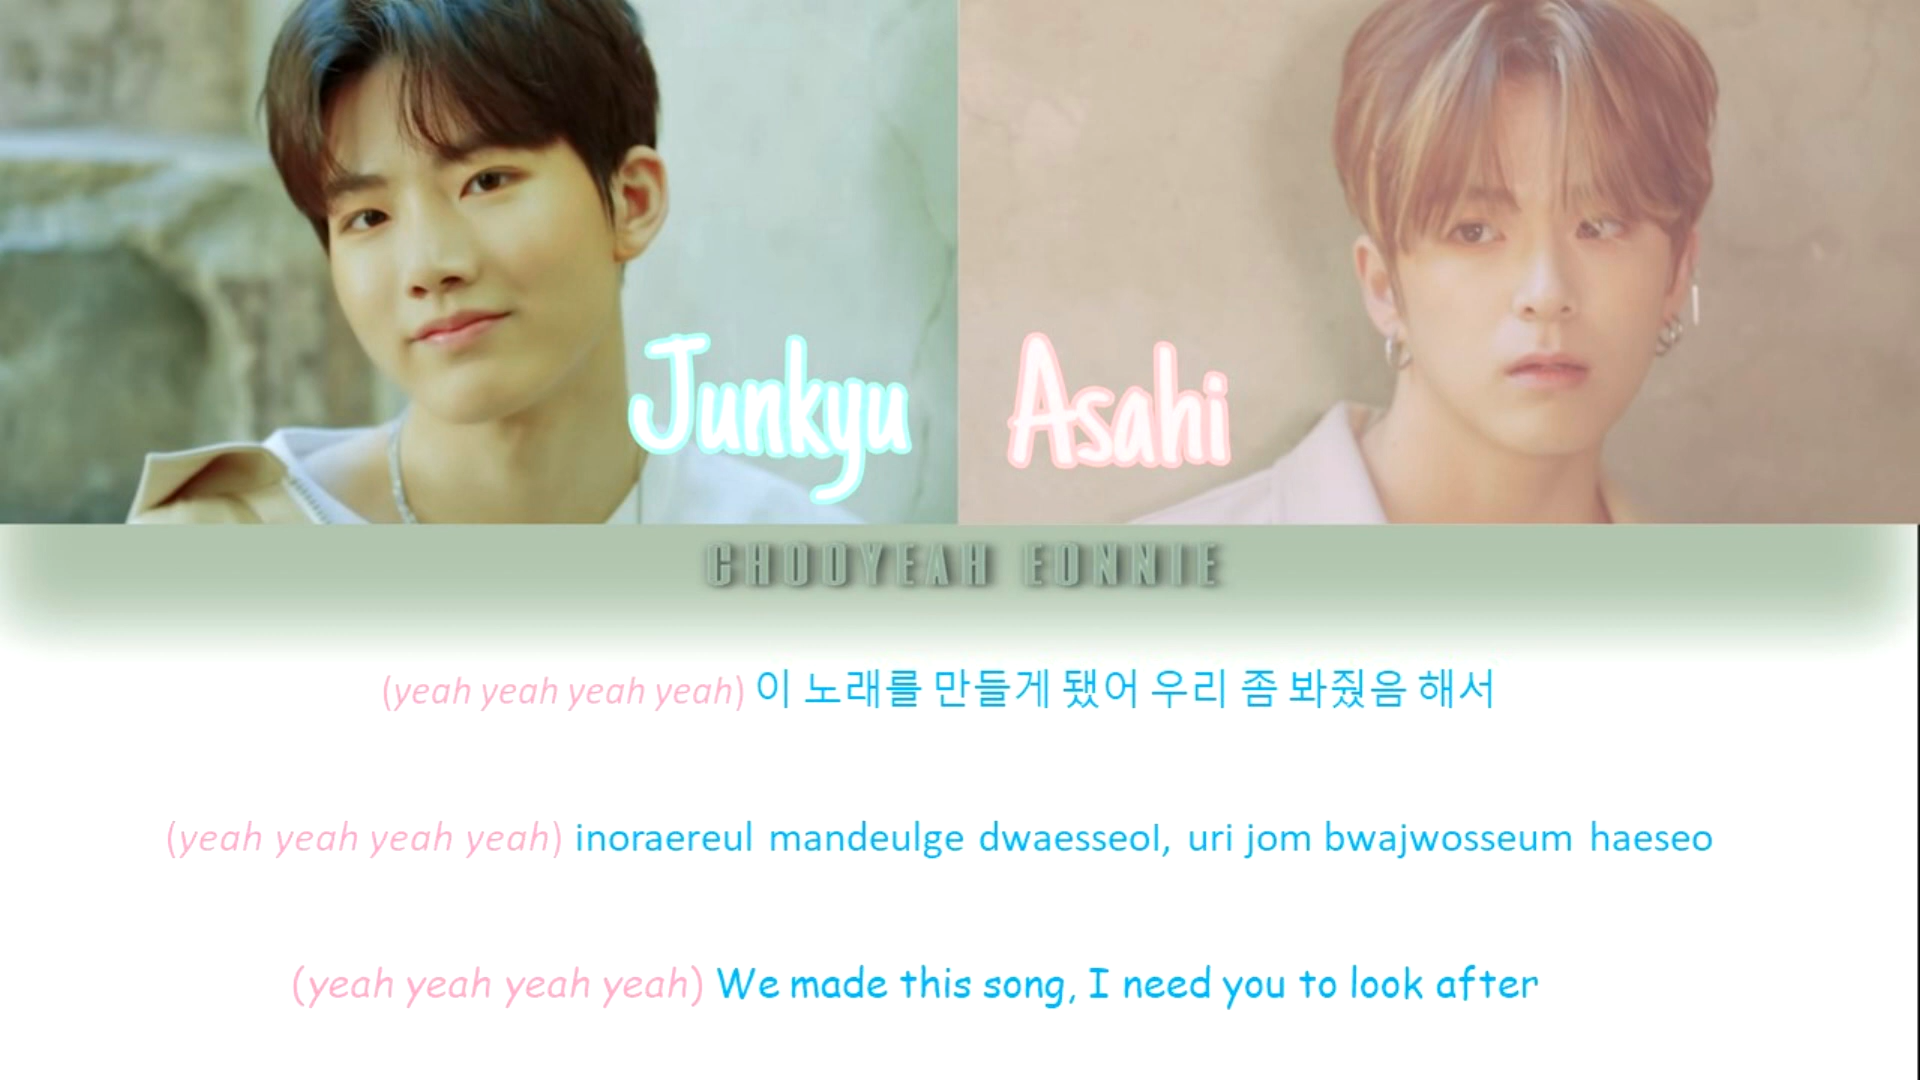 Junkyu
Asahi
CHOOYEAH EONNIE
(yeah yeah yeah yeah) 이 노래를 만들게 됐어 우리 좀 봐줬음 해서
(yeah yeah yeah yeah) inoraereul mandeulge dwaesseol, uri jom bwajwosseum haeseo
(yeah yeah yeah yeah) We made this song, I need you to look after